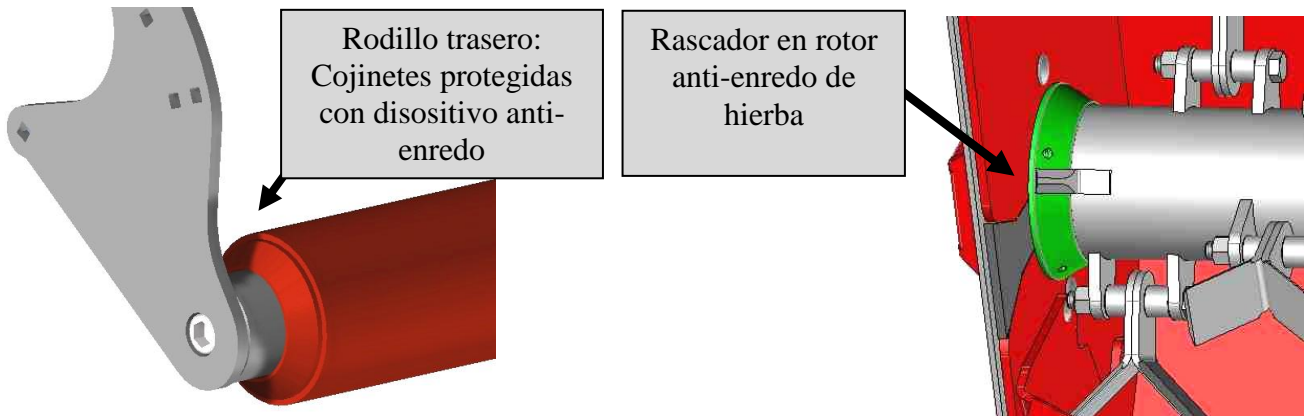 Rodillo trasero:
Cojinetes protegidas
con disositivo anti-
enredo
Rascador en rotor
anti-enredo de
hierba